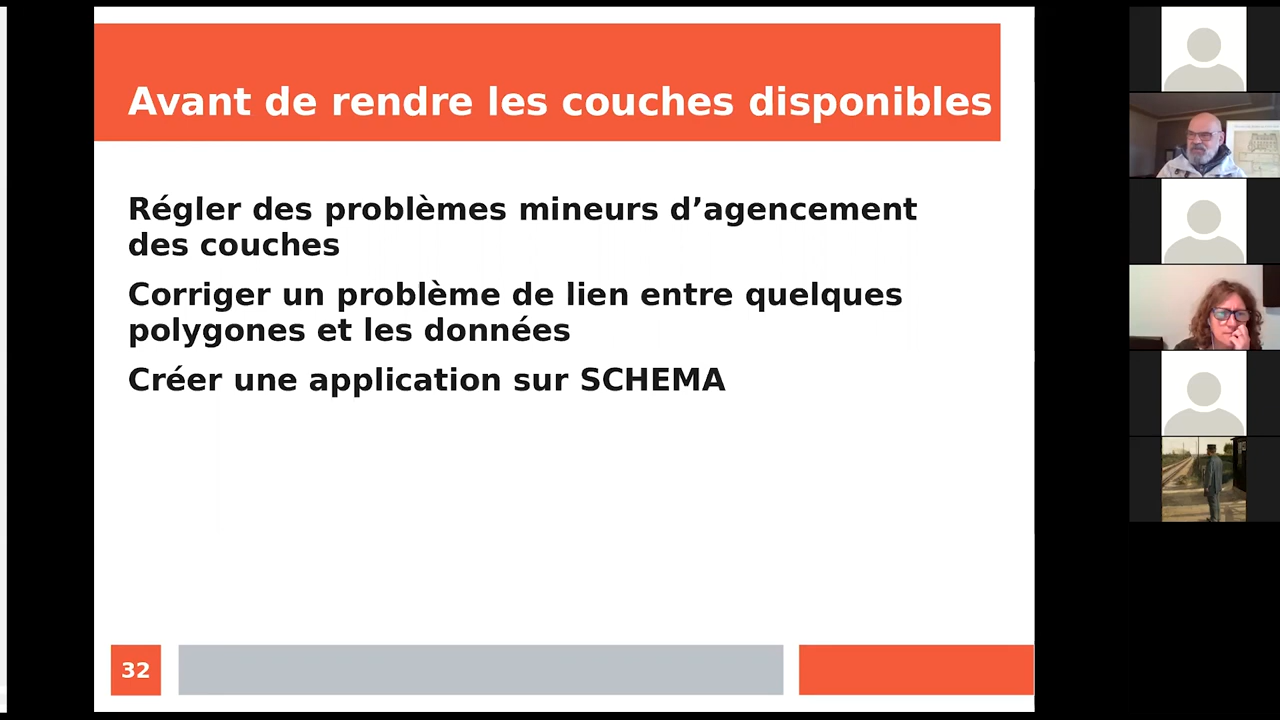 Avant de rendre les couches disponibles
Régler des problèmes mineurs d’agencement
des couches
Corriger un problème de lien entre quelques
polygones et les données
Créer une application sur SCHEMA
32